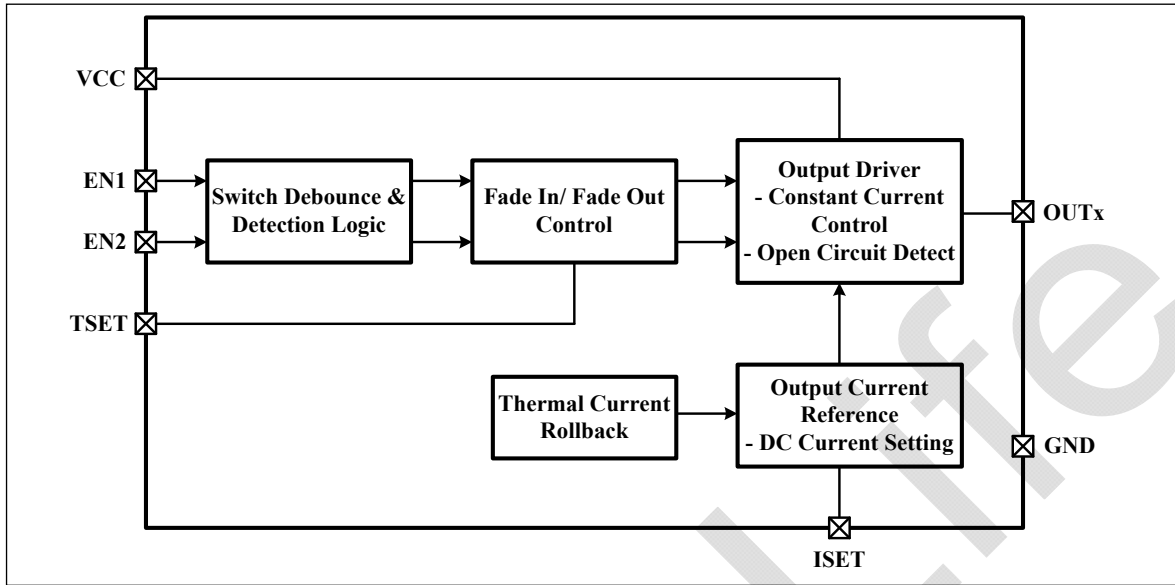 VCC
EN1
EN2
TSET
Switch Debounce &
Detection Logic
Fade In/ Fade Out
Control
Output Driver
- Constant Current
Control
- Open Circuit Detect
OUTx
Thermal Current
Rollback
Output Current
Reference
- DC Current Setting
GND
ISET
Life